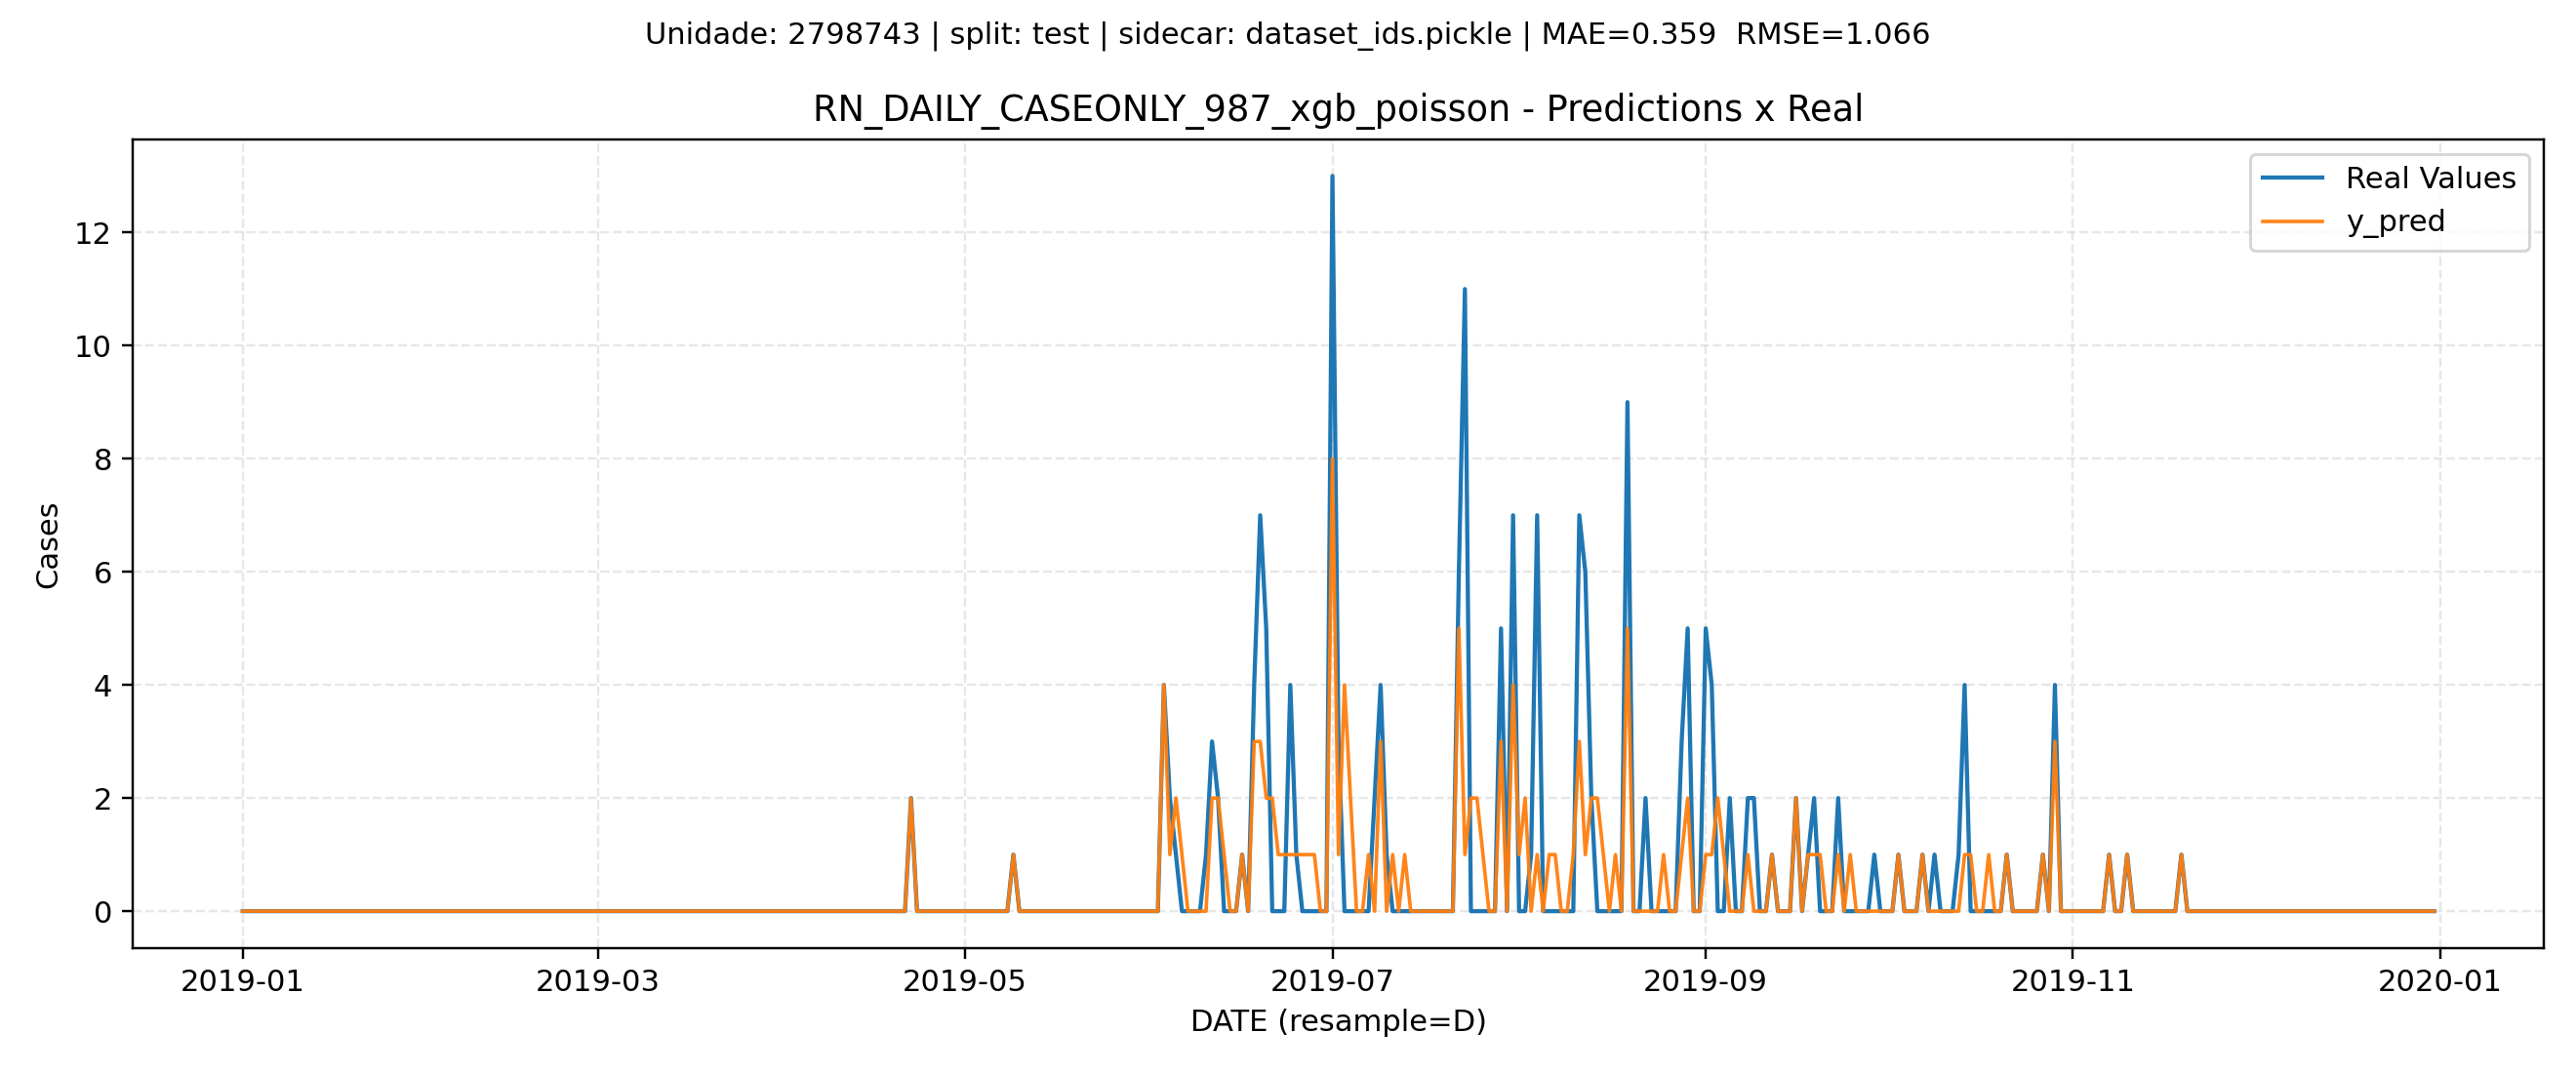 Unidade: 2798743 | split: test | sidecar: dataset_ids.pickle | MAE=0.359  RMSE=1.066
RN_DAILY_CASEONLY_987_xgb_poisson - Predictions x Real
Real Values
y_pred
12
10
8
6
4
2
0
Cases
2019-01
2019-03
2019-05
2019-07
2019-09
2019-11
2020-01
DATE (resample=D)